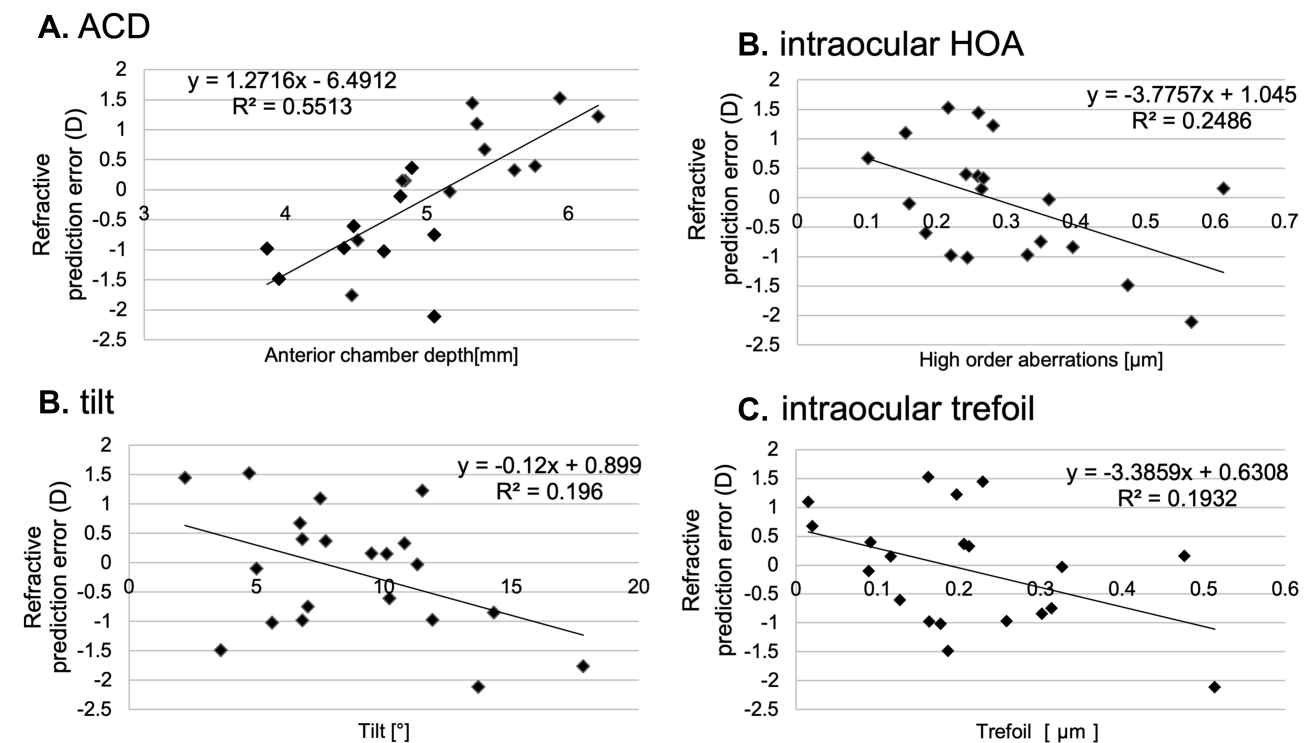 A. ACD
y = 1.2716x - 6.4912
R² = 0.5513
2
1.5
1
0.5
0
-0.5
-1
-1.5
-2
-2.5
3 4 5 6
Refractive
prediction error (D)
Anterior chamber depth[mm]
B. intraocular HOA
y = -3.7757x + 1.045
R² = 0.2486
2
1.5
1
0.5
0
-0.5
-1
-1.5
-2
-2.5
0 0.1 0.2 0.3 0.4 0.5 0.6 0.7
Refractive
prediction error (D)
High order aberrations [µm]
B. tilt
y = -0.12x + 0.899
R² = 0.196
2
1.5
1
0.5
0
-0.5
-1
-1.5
-2
-2.5
0 5 10 15 20
Refractive
prediction error (D)
Tilt [°]
C. intraocular trefoil
y = -3.3859x + 0.6308
R² = 0.1932
2
1.5
1
0.5
0
-0.5
-1
-1.5
-2
-2.5
0 0.1 0.2 0.3 0.4 0.5 0.6
Refractive
prediction error (D)
Trefoil [ µm ]